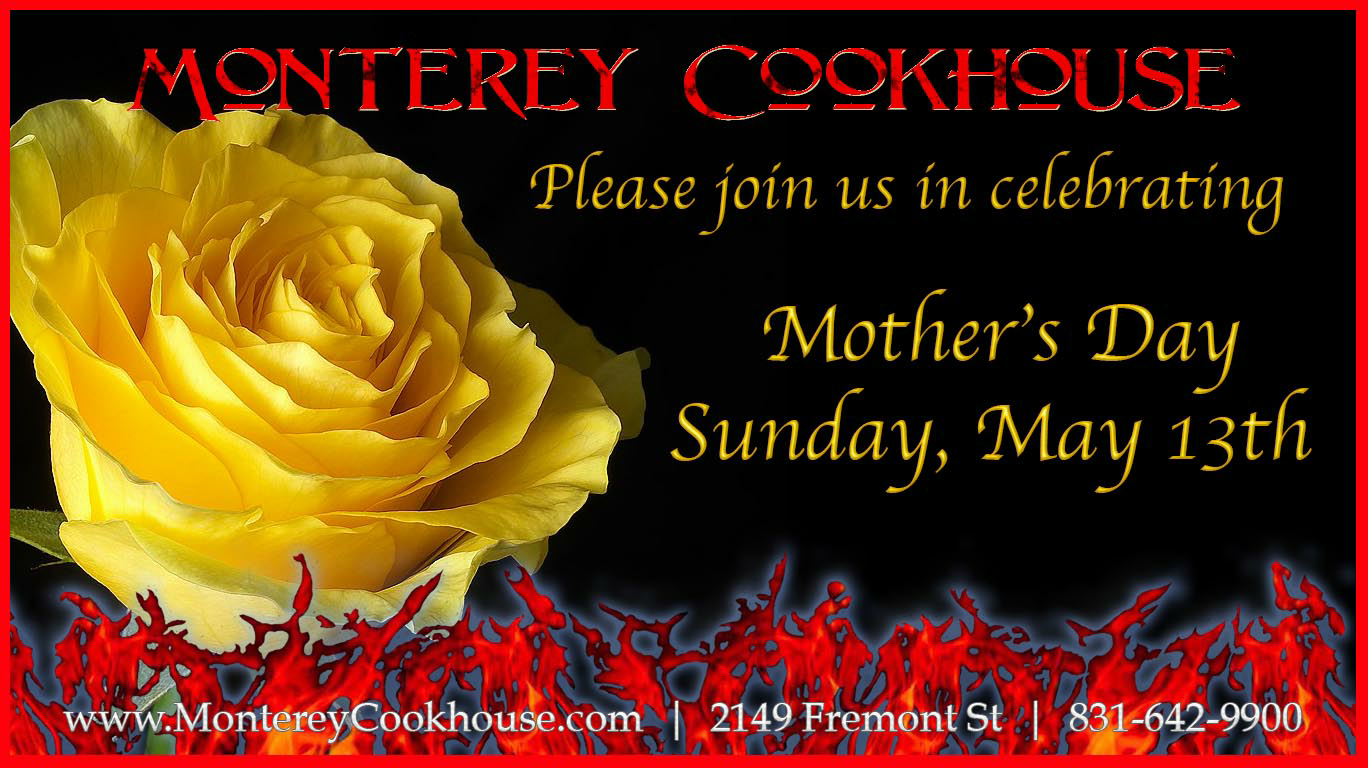 Monterey Cookhouse
Please join us in celebrating
Mother's Day
Sunday, May 13th
www.MontereyCookhouse.com | 2149 Fremont St | 831-642-9900